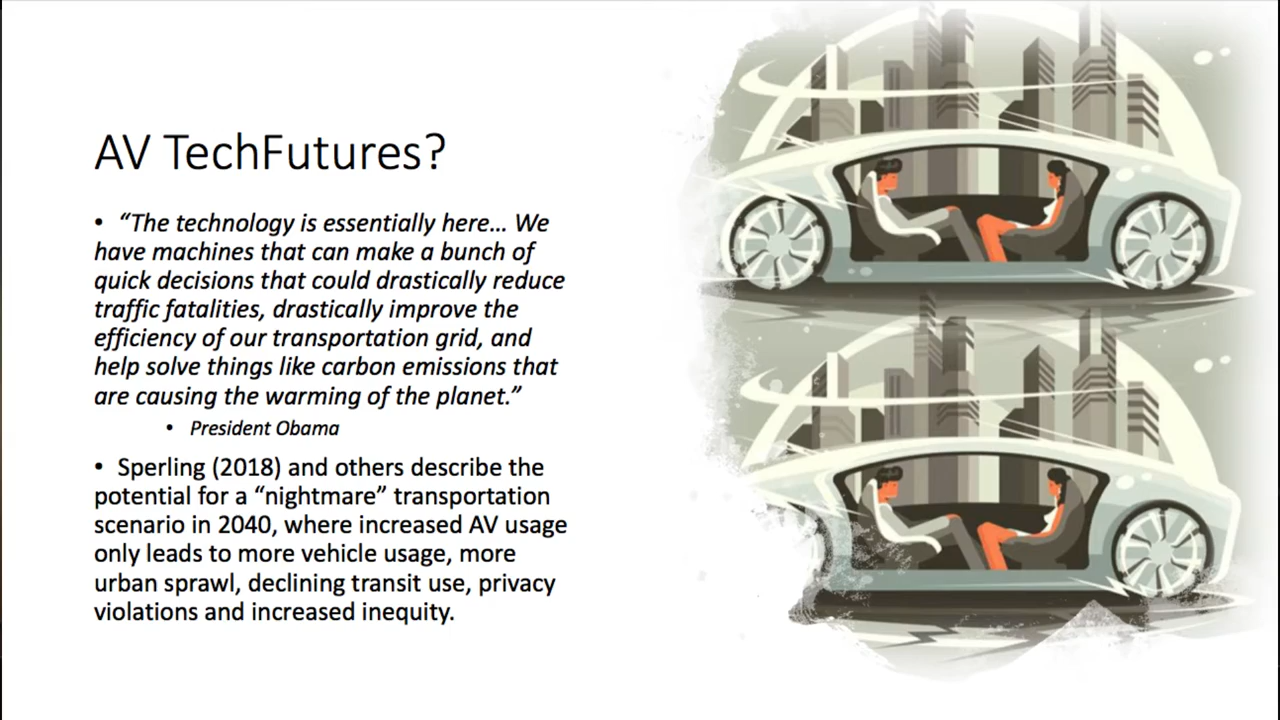 AV TechFutures?
• “The technology is essentially here... We
have machines that can make a bunch of
quick decisions that could drastically reduce
traffic fatalities, drastically improve the
efficiency of our transportation grid, and
help solve things like carbon emissions that
are causing the warming of the planet.”
• President Obama
• Sperling (2018) and others describe the
potential for a “nightmare” transportation
scenario in 2040, where increased AV usage
only leads to more vehicle usage, more
urban sprawl, declining transit use, privacy
violations and increased inequity.